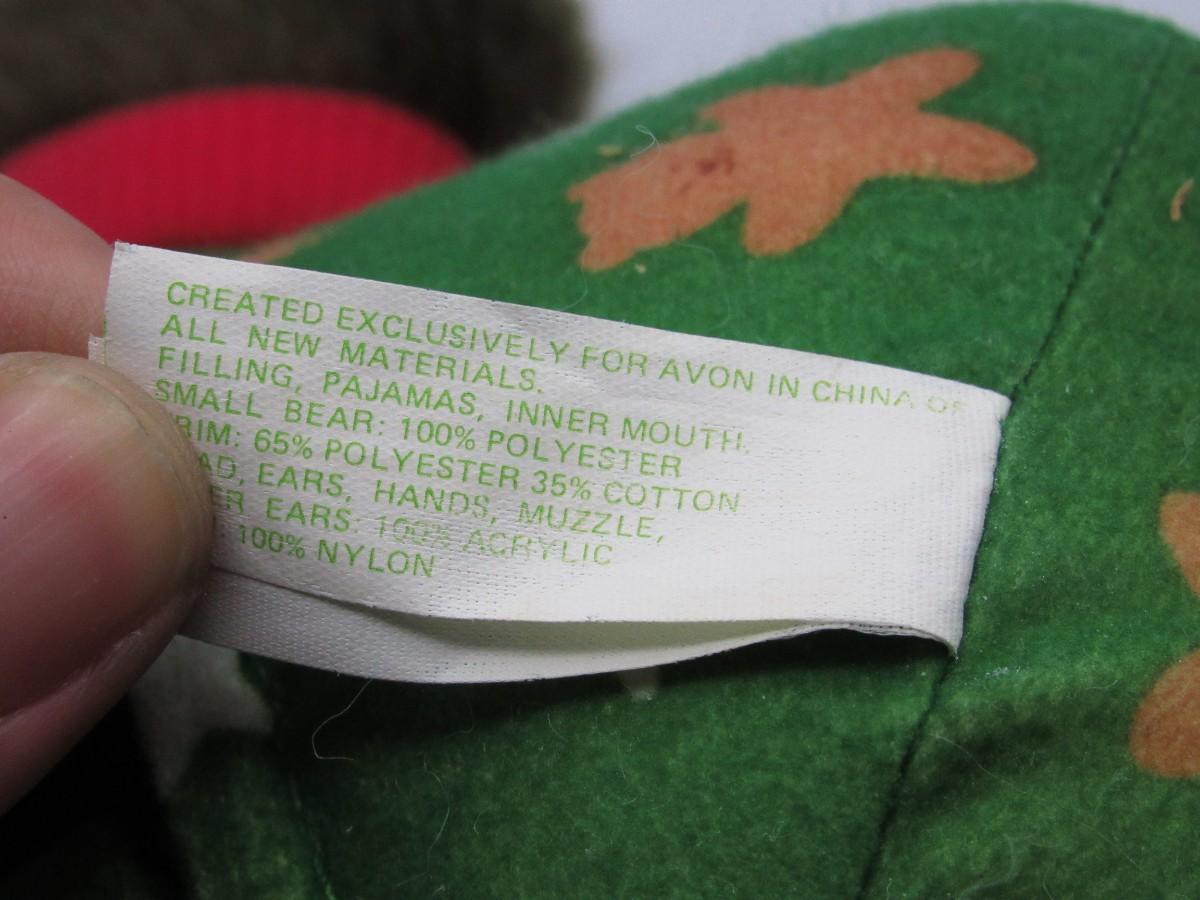 CREATED EXCLUSIVELY FOR AVON IN CHINA OF
ALL NEW MATERIALS.
FILLING, PAJAMAS, INNER MOUTH,
SMALL BEAR: 100% POLYESTER
RIM: 65% POLYESTER 35% COTTON
AD, EARS, HANDS, MUZZLE,
R EARS: 100% ACRYLIC
100% NYLON